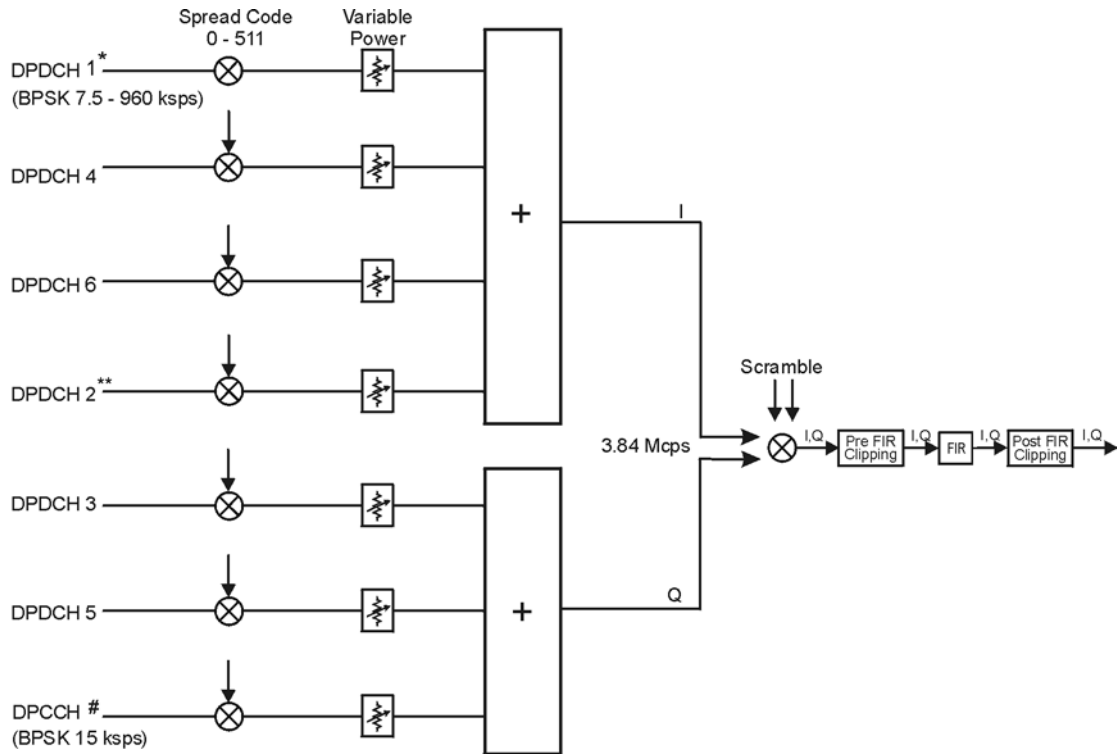 Spread Code
0 - 511
Variable
Power
DPDCH 1*
(BPSK 7.5 - 960 ksps)
DPDCH 4
DPDCH 6
DPDCH 2**
DPDCH 3
DPDCH 5
DPCCH #
(BPSK 15 ksps)
+
+
I
Q
3.84 Mcps
Scramble
I,Q
Pre FIR
Clipping
I,Q
FIR
I,Q
Post FIR
Clipping
I,Q